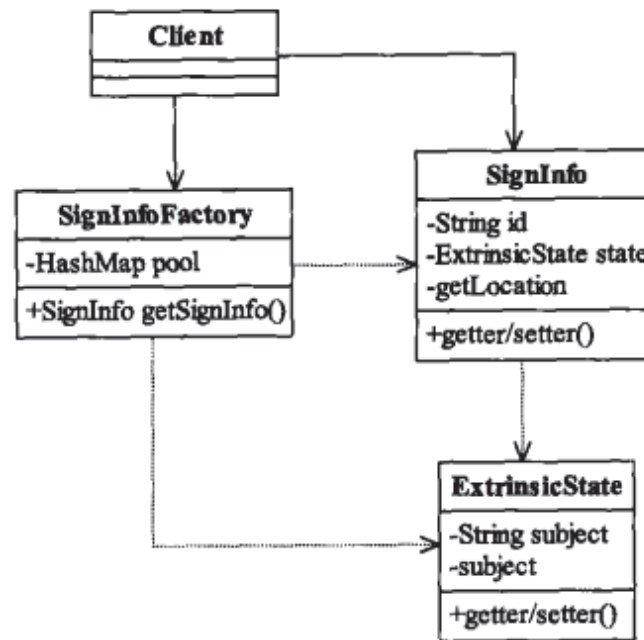 Client
SignInfo
-String id
-ExtrinsicState state
-getLocation
+getter/setter()
SignInfoFactory
-HashMap pool
+SignInfo getSignInfo()
ExtrinsicState
-String subject
-subject
+getter/setter()